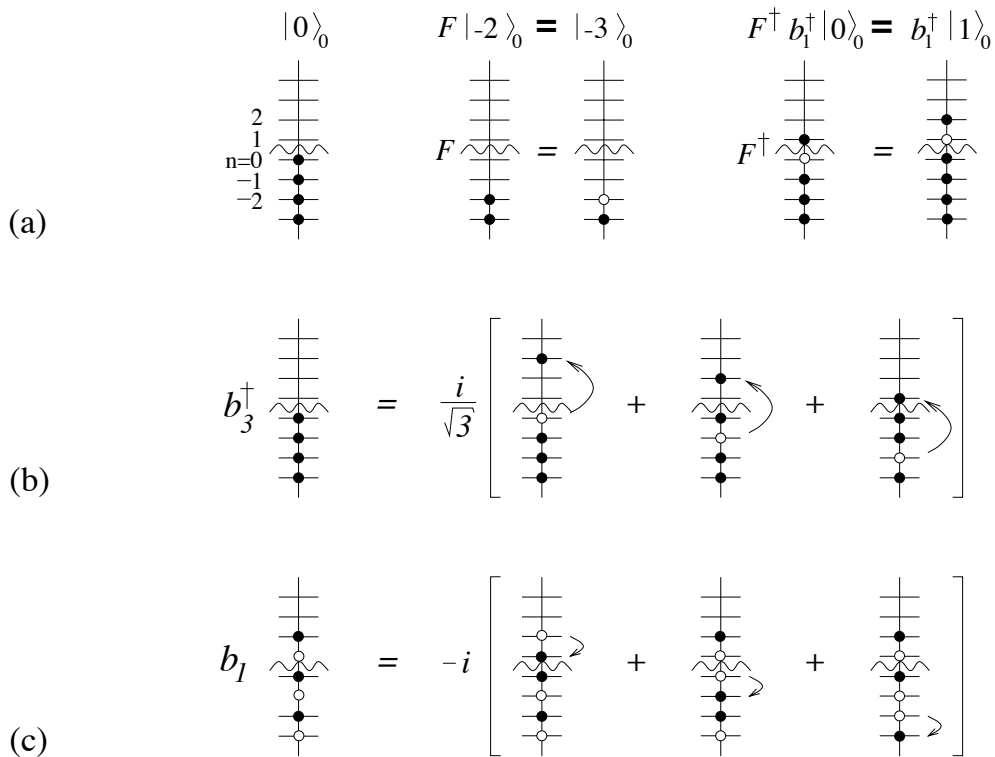 |0⟩₀ F |-2⟩₀ = |-3⟩₀ F† b₁† |0⟩₀ = b₁† |1⟩₀
2
1
n=0
−1
−2
F = F† =
(a)
b₃† = i/√3 [ + + ]
(b)
b₁ = −i [ + + ]
(c)